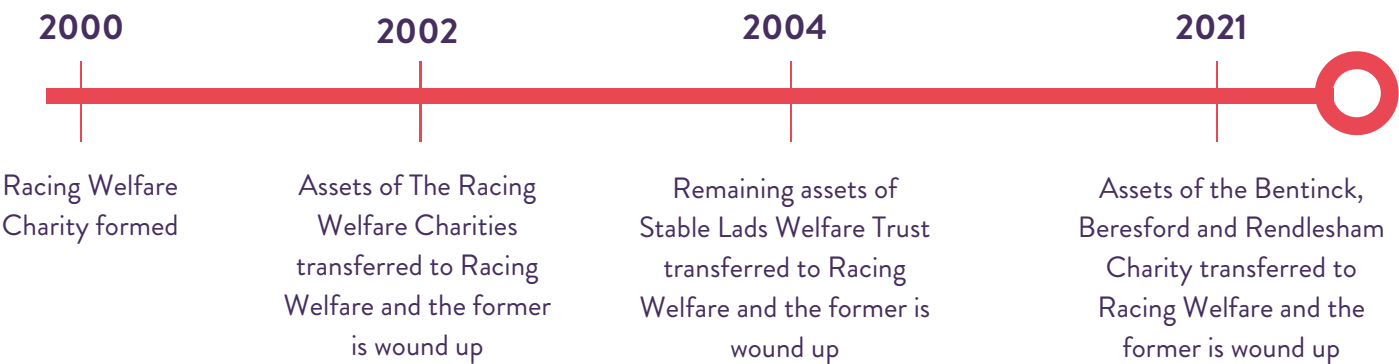 2000
Racing Welfare
Charity formed
2002
Assets of The Racing
Welfare Charities
transferred to Racing
Welfare and the former
is wound up
2004
Remaining assets of
Stable Lads Welfare Trust
transferred to Racing
Welfare and the former is
wound up
2021
Assets of the Bentinck,
Beresford and Rendlesham
Charity transferred to
Racing Welfare and the
former is wound up